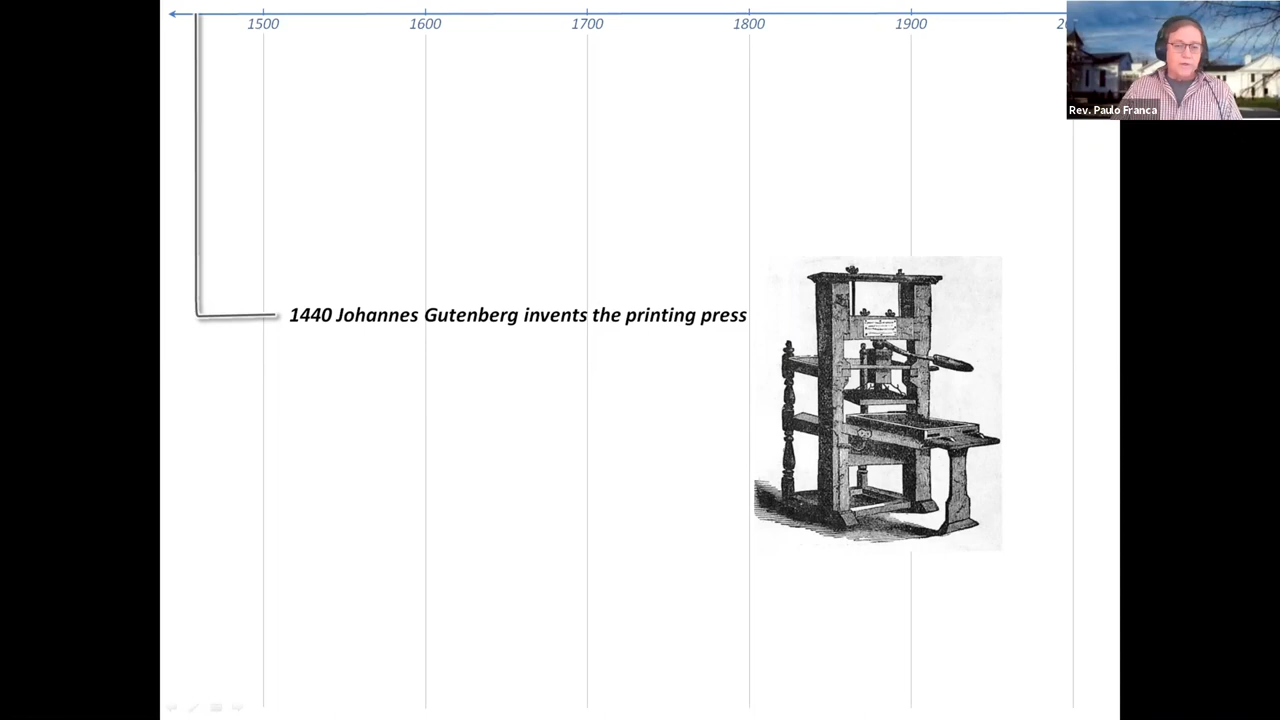 1500 1600 1700 1800 1900
Rev. Paulo Franca
1440 Johannes Gutenberg invents the printing press